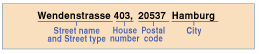 Wendenstrasse 403, 20537 Hamburg
Street name House Postal City
and Street type number code